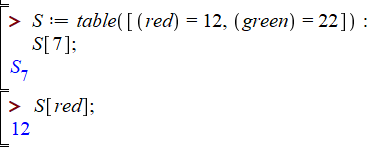 > S := table([(red) = 12, (green) = 22]) :
S[7];
S₇
> S[red];
12